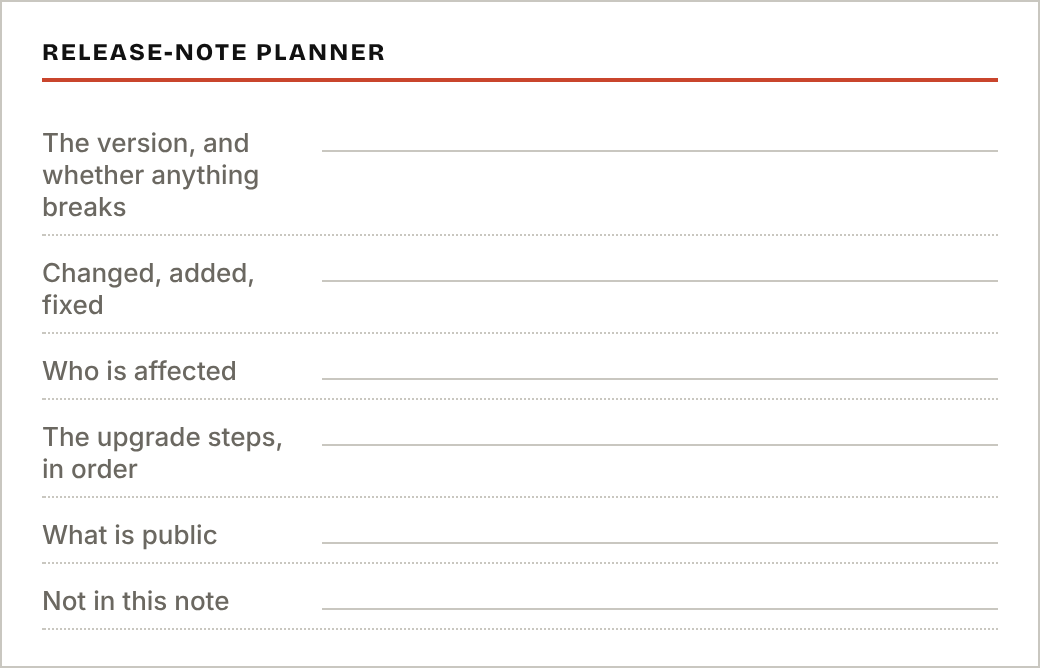 RELEASE-NOTE PLANNER
The version, and
whether anything
breaks
Changed, added,
fixed
Who is affected
The upgrade steps,
in order
What is public
Not in this note